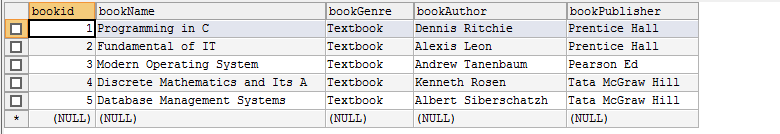 bookid bookName bookGenre bookAuthor bookPublisher
1 Programming in C Textbook Dennis Ritchie Prentice Hall
2 Fundamental of IT Textbook Alexis Leon Prentice Hall
3 Modern Operating System Textbook Andrew Tanenbaum Pearson Ed
4 Discrete Mathematics and Its A Textbook Kenneth Rosen Tata McGraw Hill
5 Database Management Systems Textbook Albert Siberschatzh Tata McGraw Hill
* (NULL) (NULL) (NULL) (NULL) (NULL)